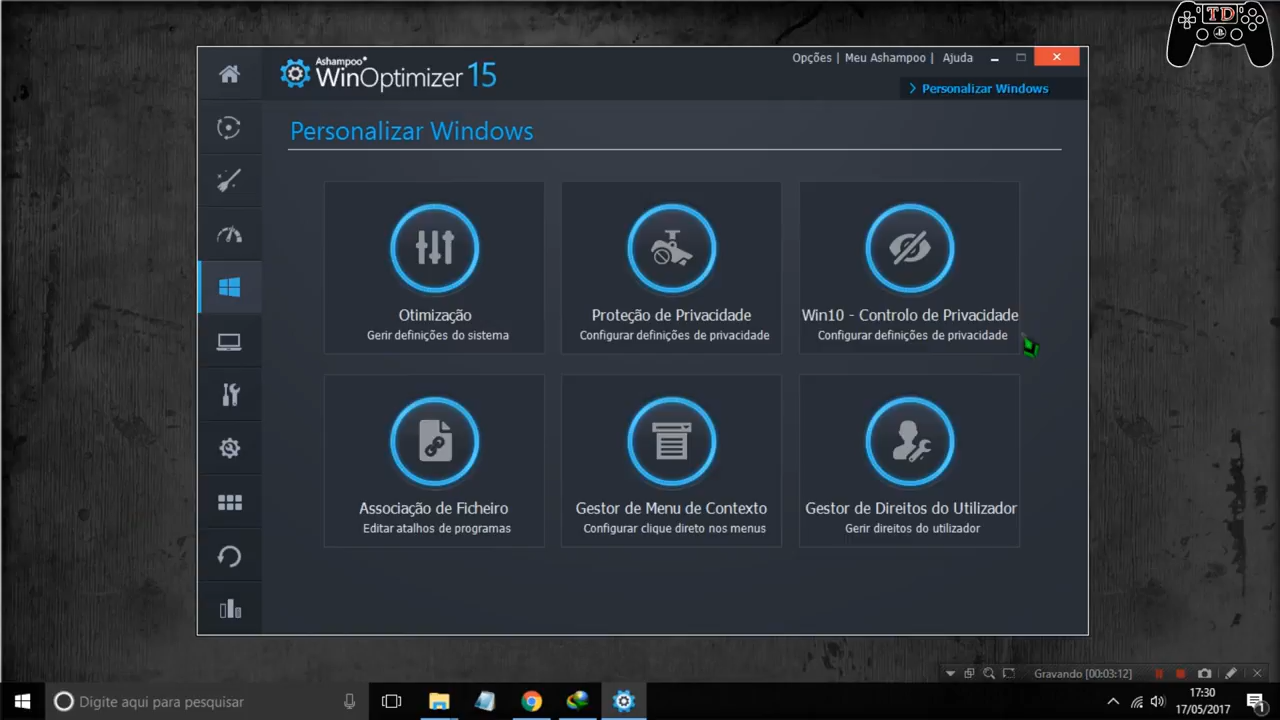 TD
Ashampoo®
WinOptimizer 15
Opções | Meu Ashampoo | Ajuda
> Personalizar Windows
Personalizar Windows
Otimização
Gerir definições do sistema
Proteção de Privacidade
Configurar definições de privacidade
Win10 - Controlo de Privacidade
Configurar definições de privacidade
Associação de Ficheiro
Editar atalhos de programas
Gestor de Menu de Contexto
Configurar clique direto nos menus
Gestor de Direitos do Utilizador
Gerir direitos do utilizador
Gravando [00:03:12]
Digite aqui para pesquisar
17:30
17/05/2017
1